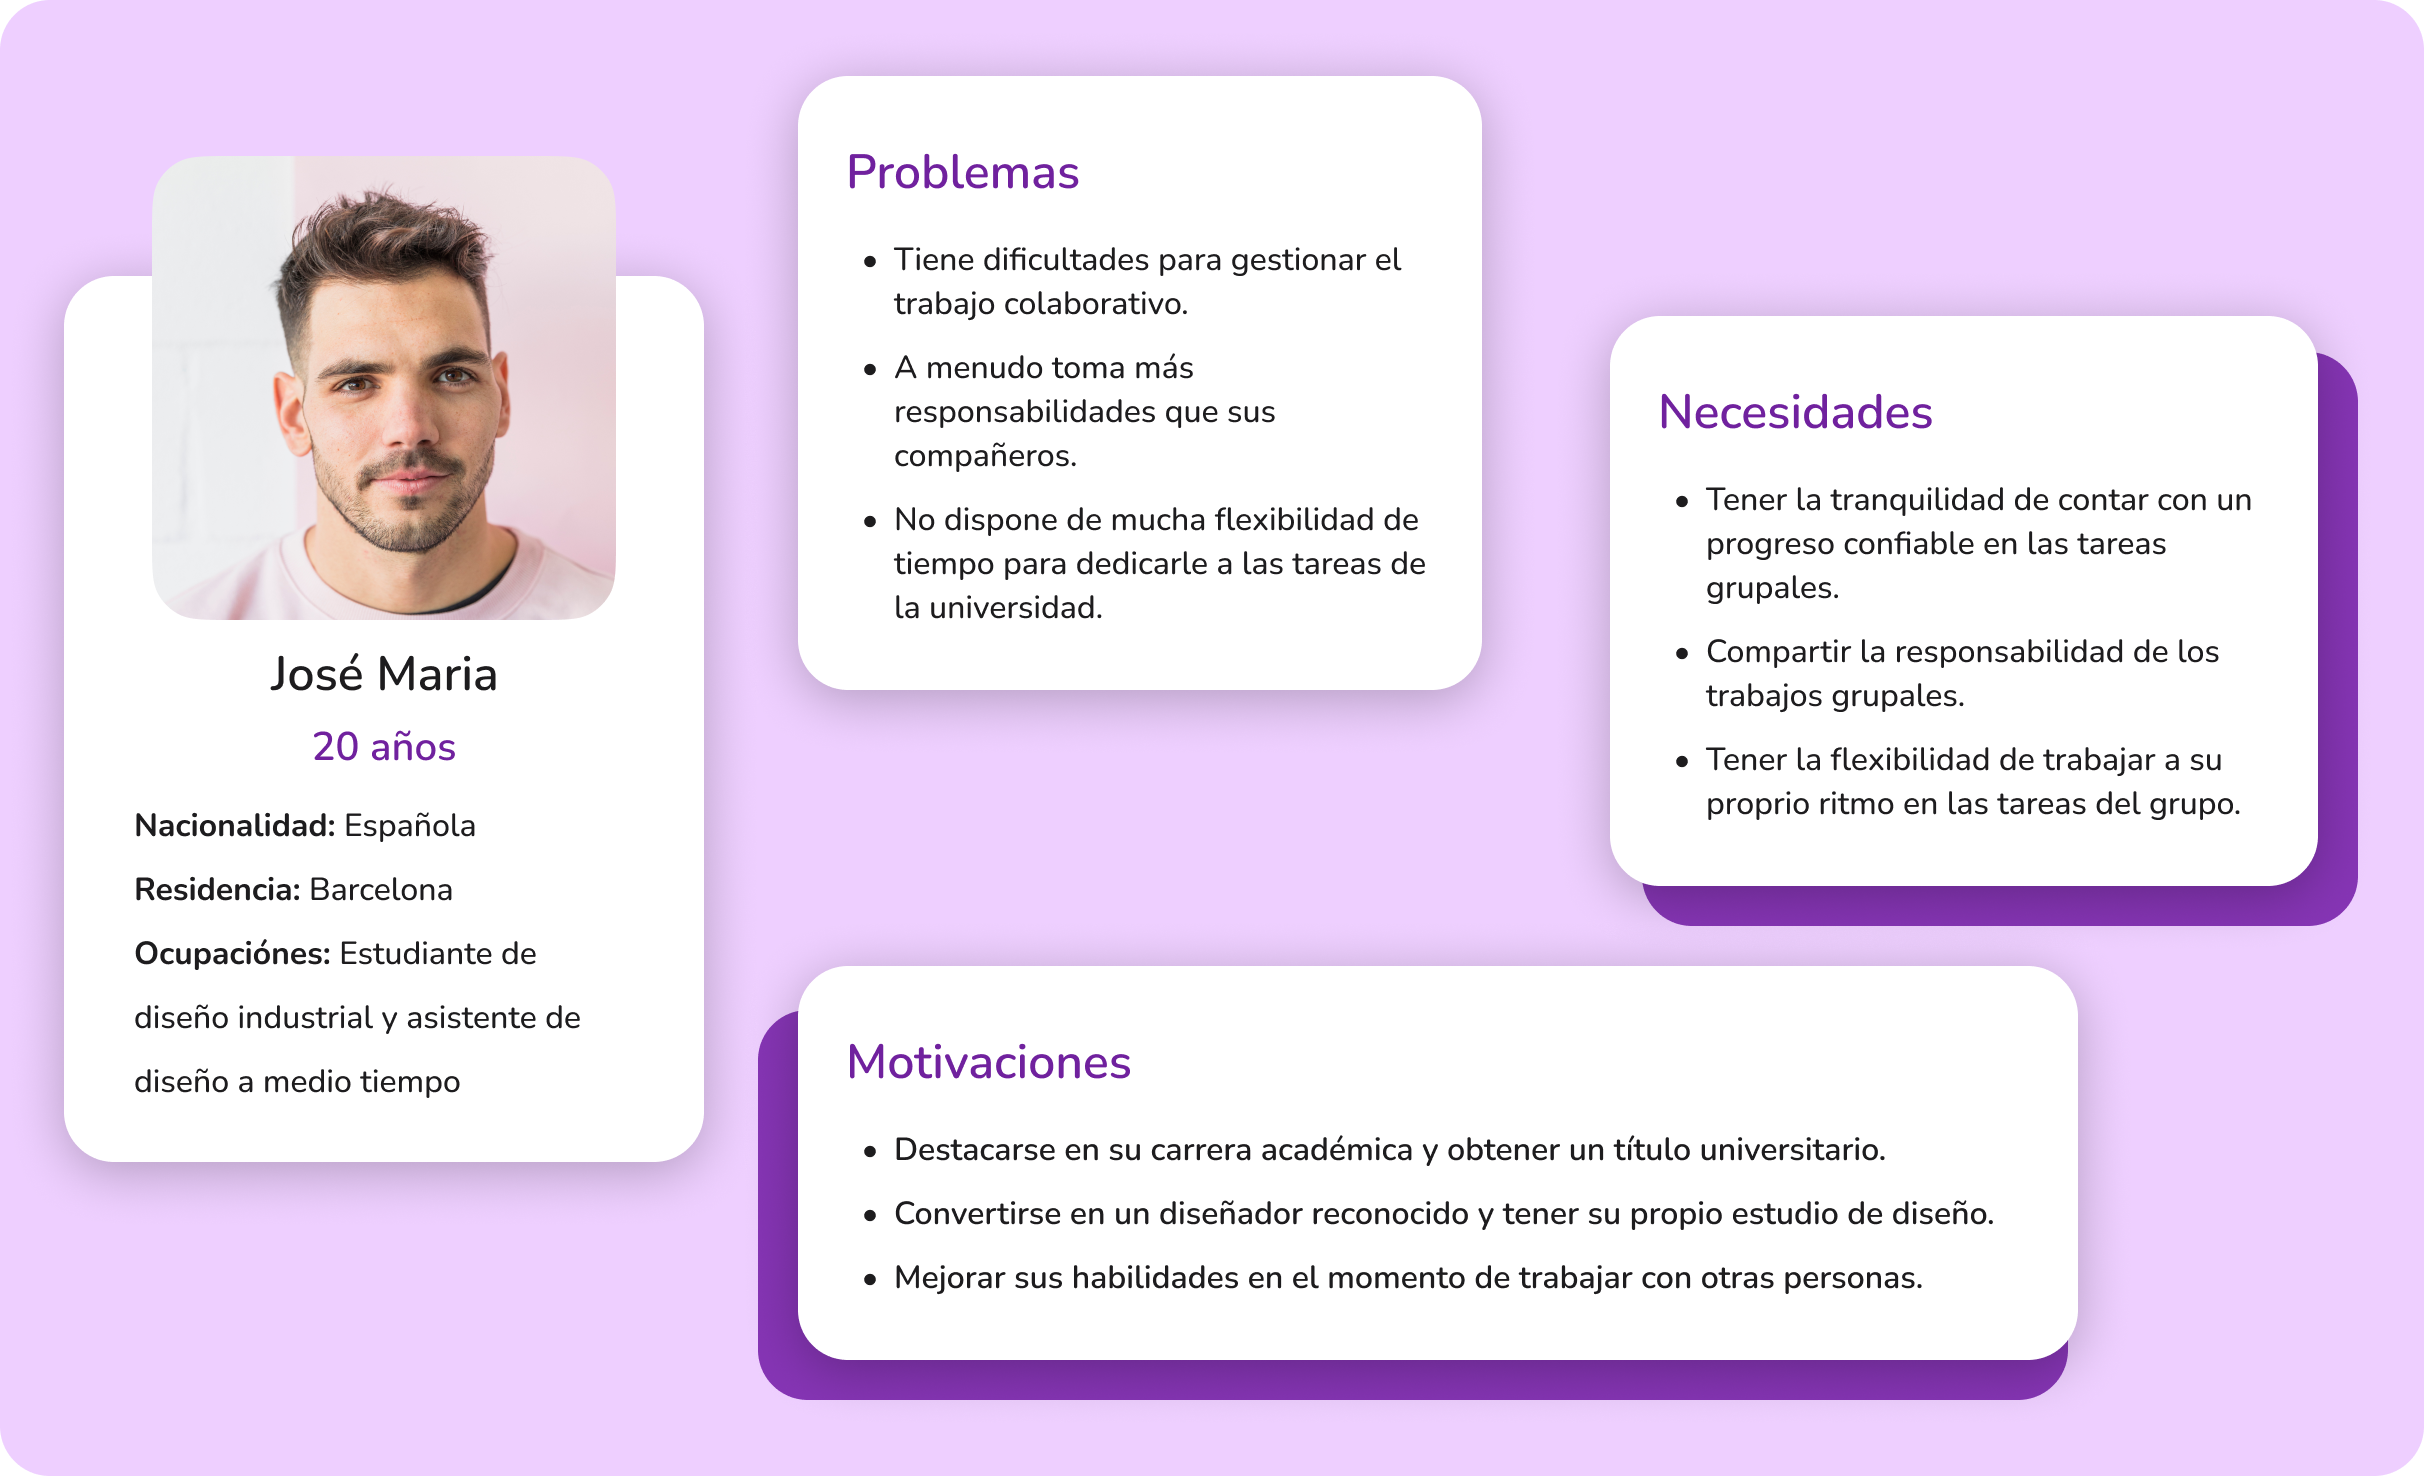 José Maria
20 años
Nacionalidad: Española
Residencia: Barcelona
Ocupaciónes: Estudiante de
diseño industrial y asistente de
diseño a medio tiempo
Problemas
• Tiene dificultades para gestionar el
trabajo colaborativo.
• A menudo toma más
responsabilidades que sus
compañeros.
• No dispone de mucha flexibilidad de
tiempo para dedicarle a las tareas de
la universidad.
Necesidades
• Tener la tranquilidad de contar con un
progreso confiable en las tareas
grupales.
• Compartir la responsabilidad de los
trabajos grupales.
• Tener la flexibilidad de trabajar a su
proprio ritmo en las tareas del grupo.
Motivaciones
• Destacarse en su carrera académica y obtener un título universitario.
• Convertirse en un diseñador reconocido y tener su propio estudio de diseño.
• Mejorar sus habilidades en el momento de trabajar con otras personas.